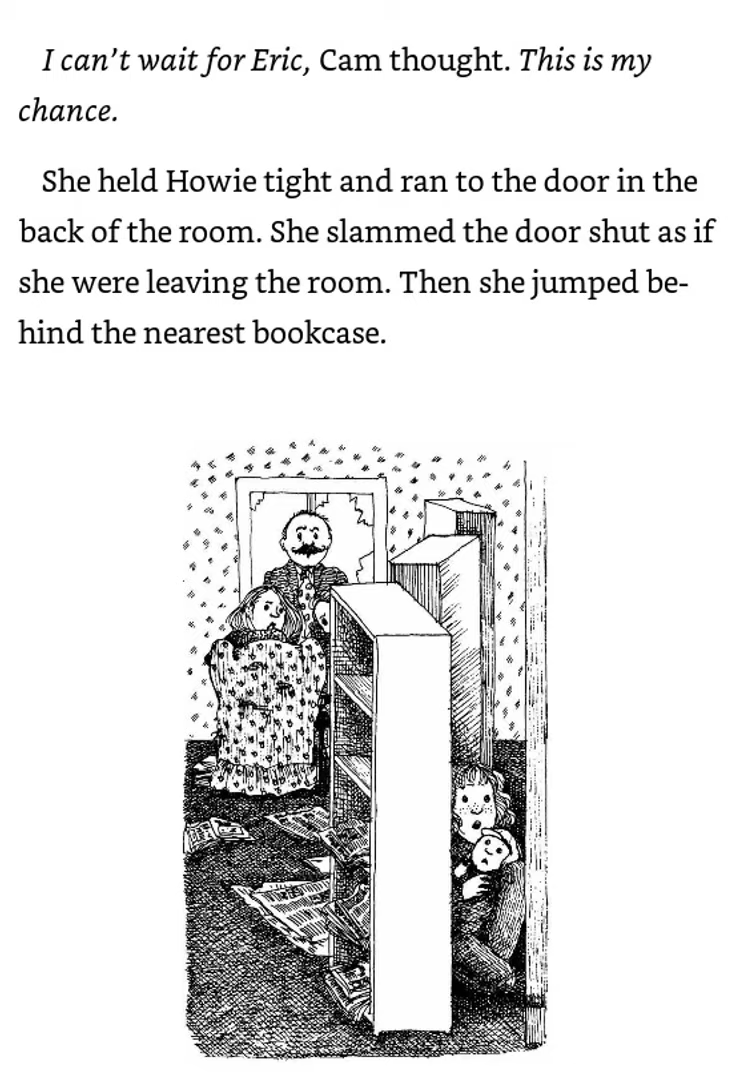 I can’t wait for Eric, Cam thought. This is my
chance.
She held Howie tight and ran to the door in the
back of the room. She slammed the door shut as if
she were leaving the room. Then she jumped be-
hind the nearest bookcase.